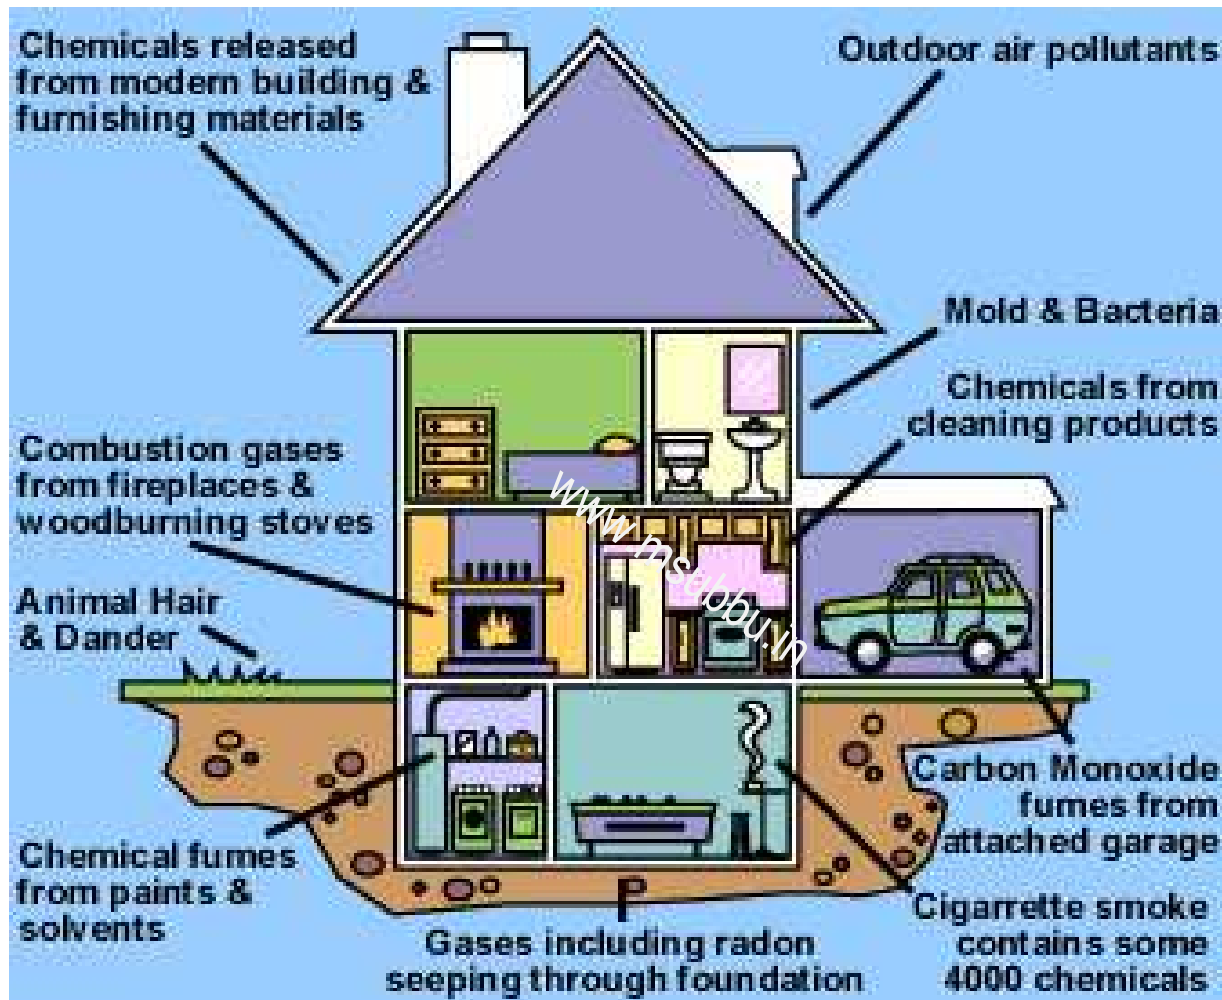 Chemicals released
from modern building &
furnishing materials
Outdoor air pollutants
Mold & Bacteria
Chemicals from
cleaning products
Combustion gases
from fireplaces &
woodburning stoves
www.msubbu.in
Animal Hair
& Dander
Carbon Monoxide
fumes from
attached garage
Chemical fumes
from paints &
solvents
Cigarrette smoke
contains some
4000 chemicals
Gases including radon
seeping through foundation